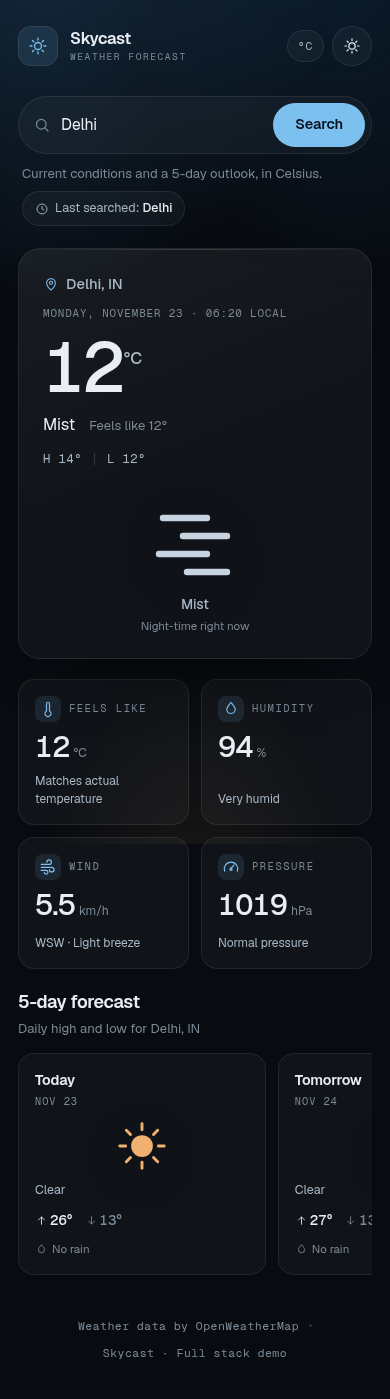 Skycast
WEATHER FORECAST
°C
Delhi
Search
Current conditions and a 5-day outlook, in Celsius.
Last searched: Delhi
Delhi, IN
MONDAY, NOVEMBER 23 · 06:20 LOCAL
12°C
Mist Feels like 12°
H 14° | L 12°
Mist
Night-time right now
FEELS LIKE
12 °C
Matches actual
temperature
HUMIDITY
94 %
Very humid
WIND
5.5 km/h
WSW · Light breeze
PRESSURE
1019 hPa
Normal pressure
5-day forecast
Daily high and low for Delhi, IN
Today
NOV 23
Clear
↑ 26° ↓ 13°
No rain
Tomorrow
NOV 24
Clear
↑ 27° ↓ 13
No rain
Weather data by OpenWeatherMap ·
Skycast · Full stack demo